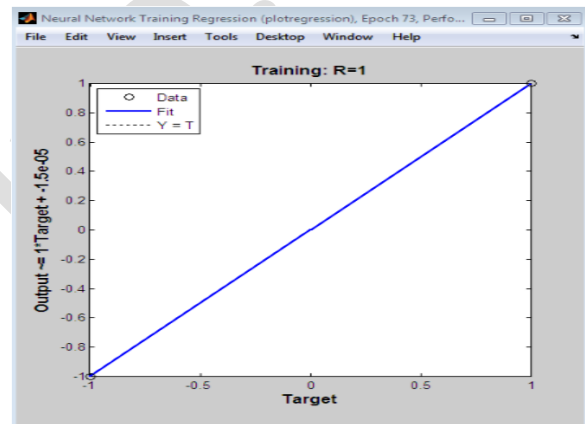 Neural Network Training Regression (plotregression), Epoch 73, Perfo...
File Edit View Insert Tools Desktop Window Help
Training: R=1
Data
Fit
Y = T
Output ~= 1*Target + -1.5e-05
1
0.8
0.6
0.4
0.2
0
-0.2
-0.4
-0.6
-0.8
-1
-1 -0.5 0 0.5 1
Target